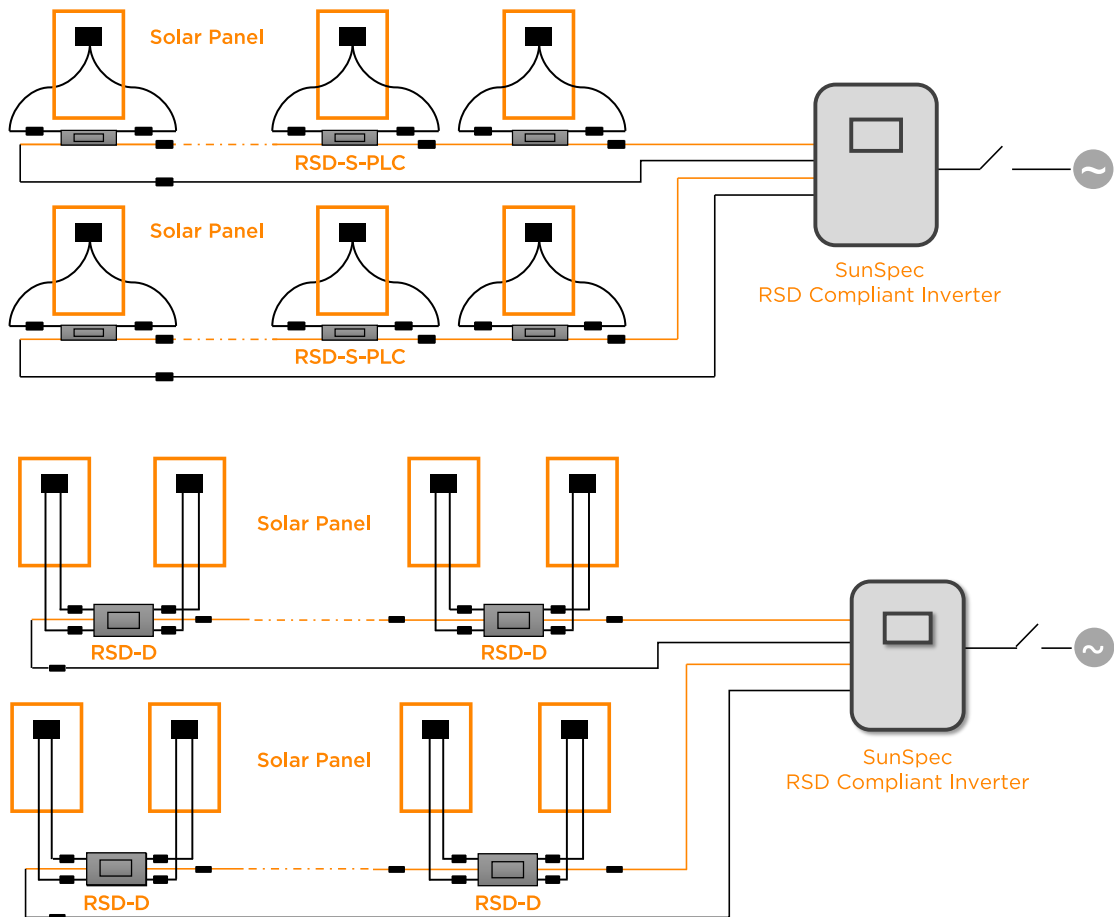 Solar Panel
RSD-S-PLC
Solar Panel
SunSpec
RSD Compliant Inverter
RSD-S-PLC
Solar Panel
RSD-D
RSD-D
Solar Panel
SunSpec
RSD Compliant Inverter
RSD-D
RSD-D